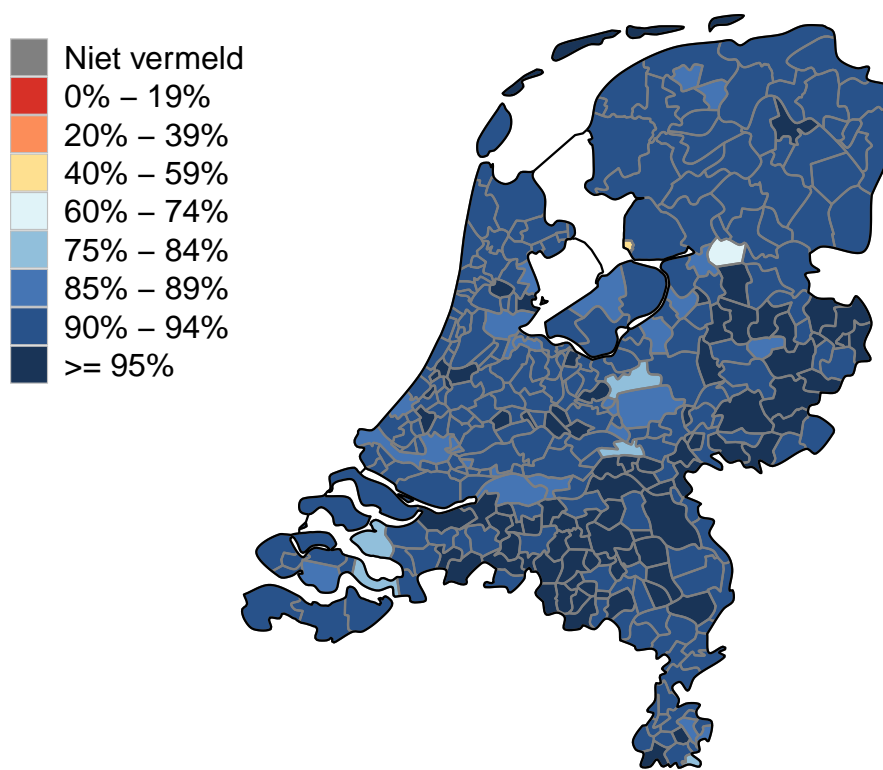 Niet vermeld
0% – 19%
20% – 39%
40% – 59%
60% – 74%
75% – 84%
85% – 89%
90% – 94%
>= 95%